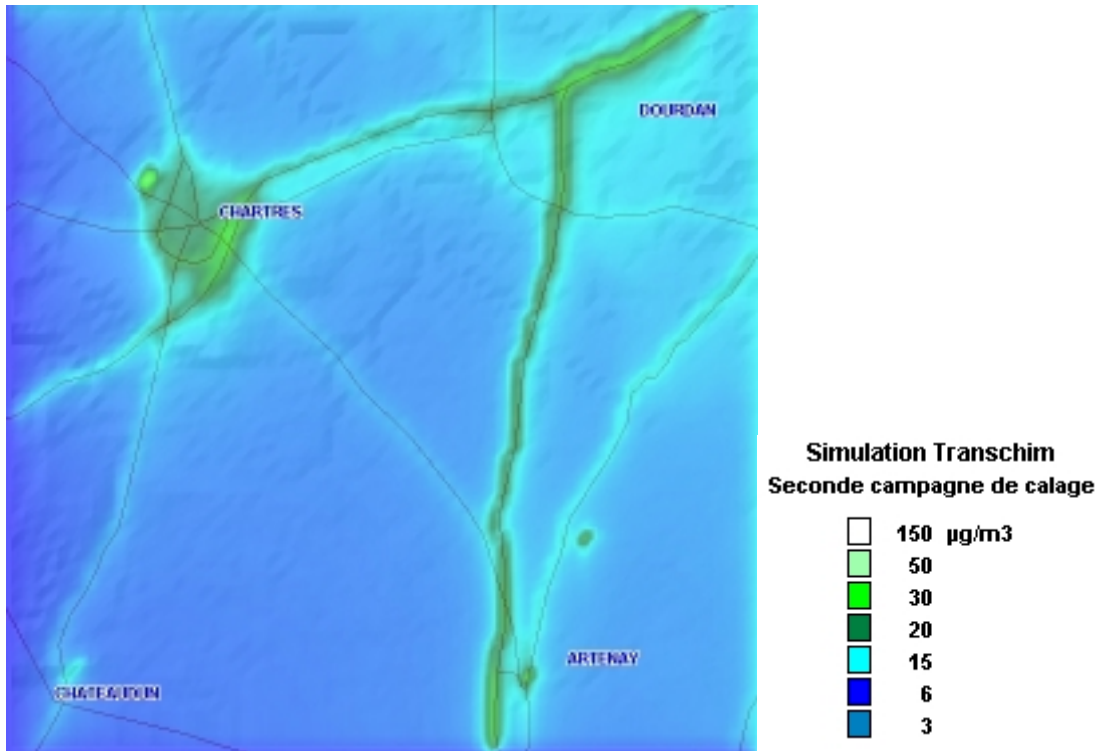 DOURDAN
CHARTRES
ARTENAY
CHATEAUDUN
Simulation Transchim
Seconde campagne de calage
150 µg/m3
50
30
20
15
6
3